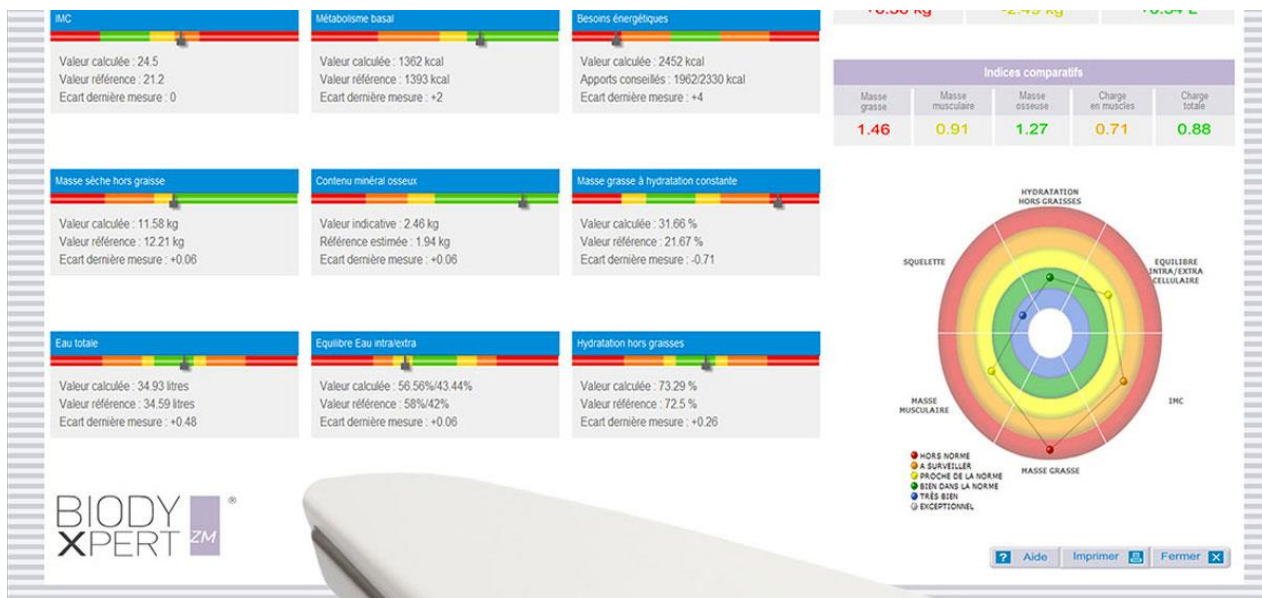 IMC
Valeur calculée : 24.5
Valeur référence : 21.2
Ecart dernière mesure : 0
Métabolisme basal
Valeur calculée : 1362 kcal
Valeur référence : 1393 kcal
Ecart dernière mesure : +2
Besoins énergétiques
Valeur calculée : 2452 kcal
Apports conseillés : 1962/2330 kcal
Ecart dernière mesure : +4
Masse sèche hors graisse
Valeur calculée : 11.58 kg
Valeur référence : 12.21 kg
Ecart dernière mesure : +0.06
Contenu minéral osseux
Valeur indicative : 2.46 kg
Référence estimée : 1.94 kg
Ecart dernière mesure : +0.06
Masse grasse à hydratation constante
Valeur calculée : 31.66 %
Valeur référence : 21.67 %
Ecart dernière mesure : -0.71
Eau totale
Valeur calculée : 34.93 litres
Valeur référence : 34.59 litres
Ecart dernière mesure : +0.48
Equilibre Eau intra/extra
Valeur calculée : 56.56%/43.44%
Valeur référence : 58%/42%
Ecart dernière mesure : +0.06
Hydratation hors graisses
Valeur calculée : 73.29 %
Valeur référence : 72.5 %
Ecart dernière mesure : +0.26
Indices comparatifs
Masse grasse
Masse musculaire
Masse osseuse
Charge en muscles
Charge totale
1.46 0.91 1.27 0.71 0.88
HYDRATATION
HORS GRAISSES
SQUELETTE
EQUILIBRE
INTRA/EXTRA
CELLULAIRE
MASSE
MUSCULAIRE
IMC
MASSE GRASSE
HORS NORME
A SURVEILLER
PROCHE DE LA NORME
BIEN DANS LA NORME
TRÈS BIEN
EXCEPTIONNEL
BIODY ®
XPERT ZM
? Aide Imprimer Fermer X